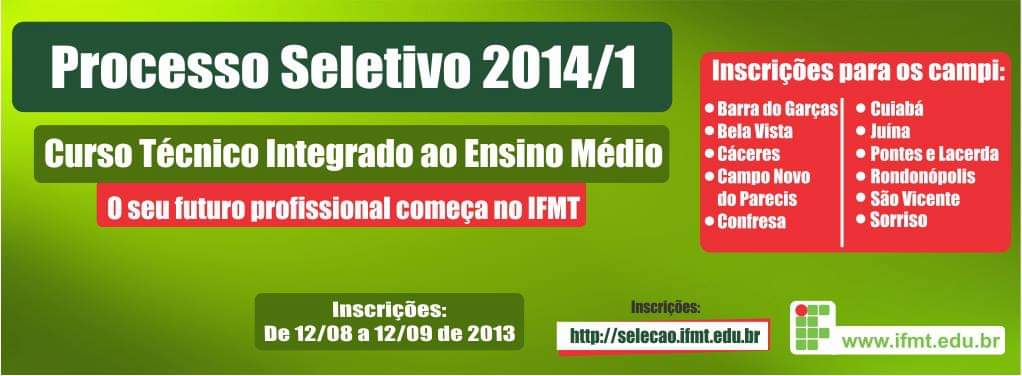 Processo Seletivo 2014/1
Curso Técnico Integrado ao Ensino Médio
O seu futuro profissional começa no IFMT
Inscrições para os campi:
• Barra do Garças
• Bela Vista
• Cáceres
• Campo Novo
do Parecis
• Confresa
• Cuiabá
• Juína
• Pontes e Lacerda
• Rondonópolis
• São Vicente
• Sorriso
Inscrições:
De 12/08 a 12/09 de 2013
Inscrições:
http://selecao.ifmt.edu.br
www.ifmt.edu.br